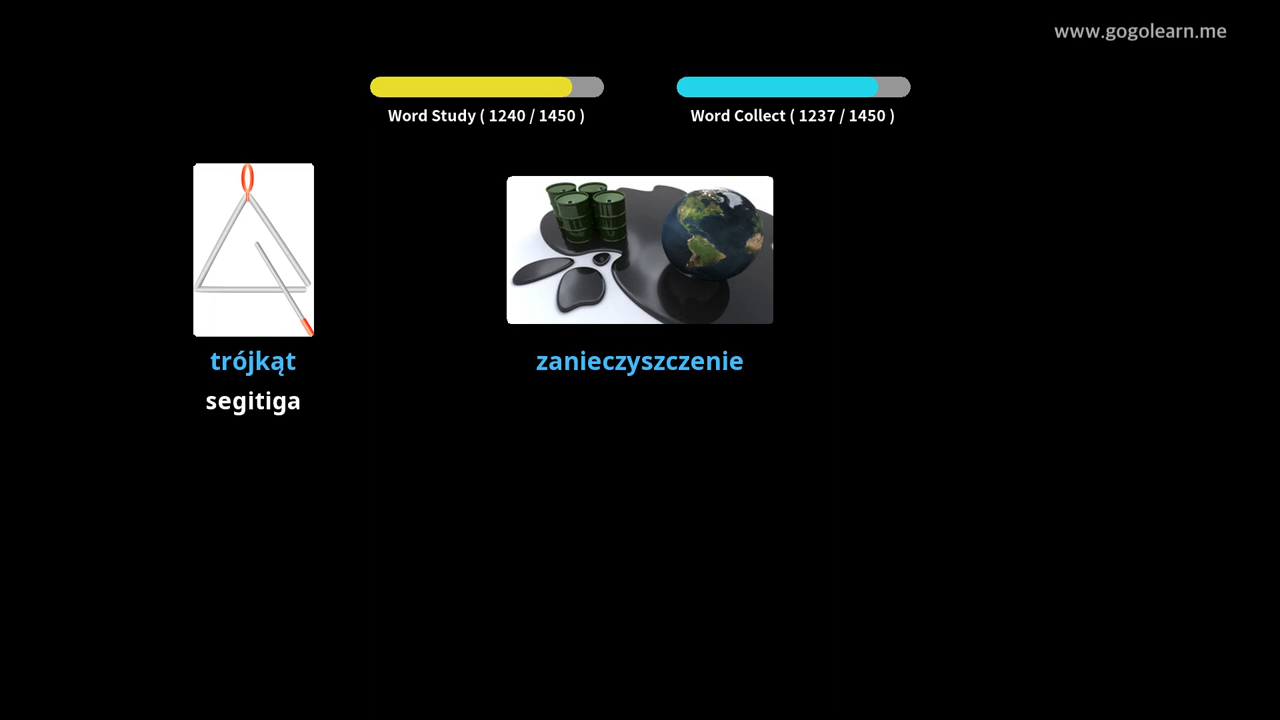 www.gogolearn.me
Word Study ( 1240 / 1450 )
Word Collect ( 1237 / 1450 )
trójkąt
segitiga
zanieczyszczenie